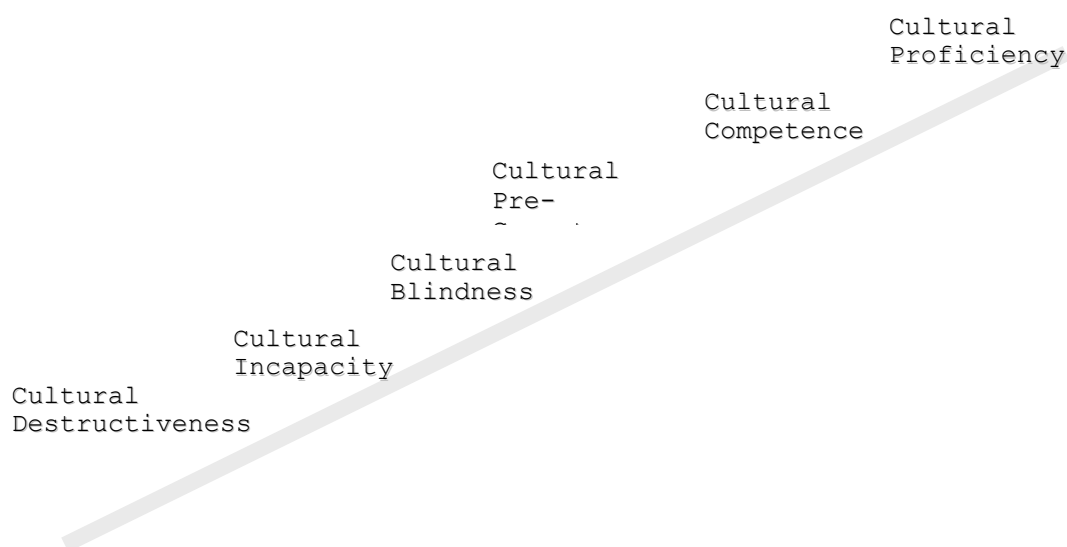 Cultural
Proficiency
Cultural
Competence
Cultural
Pre-
Cultural
Blindness
Cultural
Incapacity
Cultural
Destructiveness